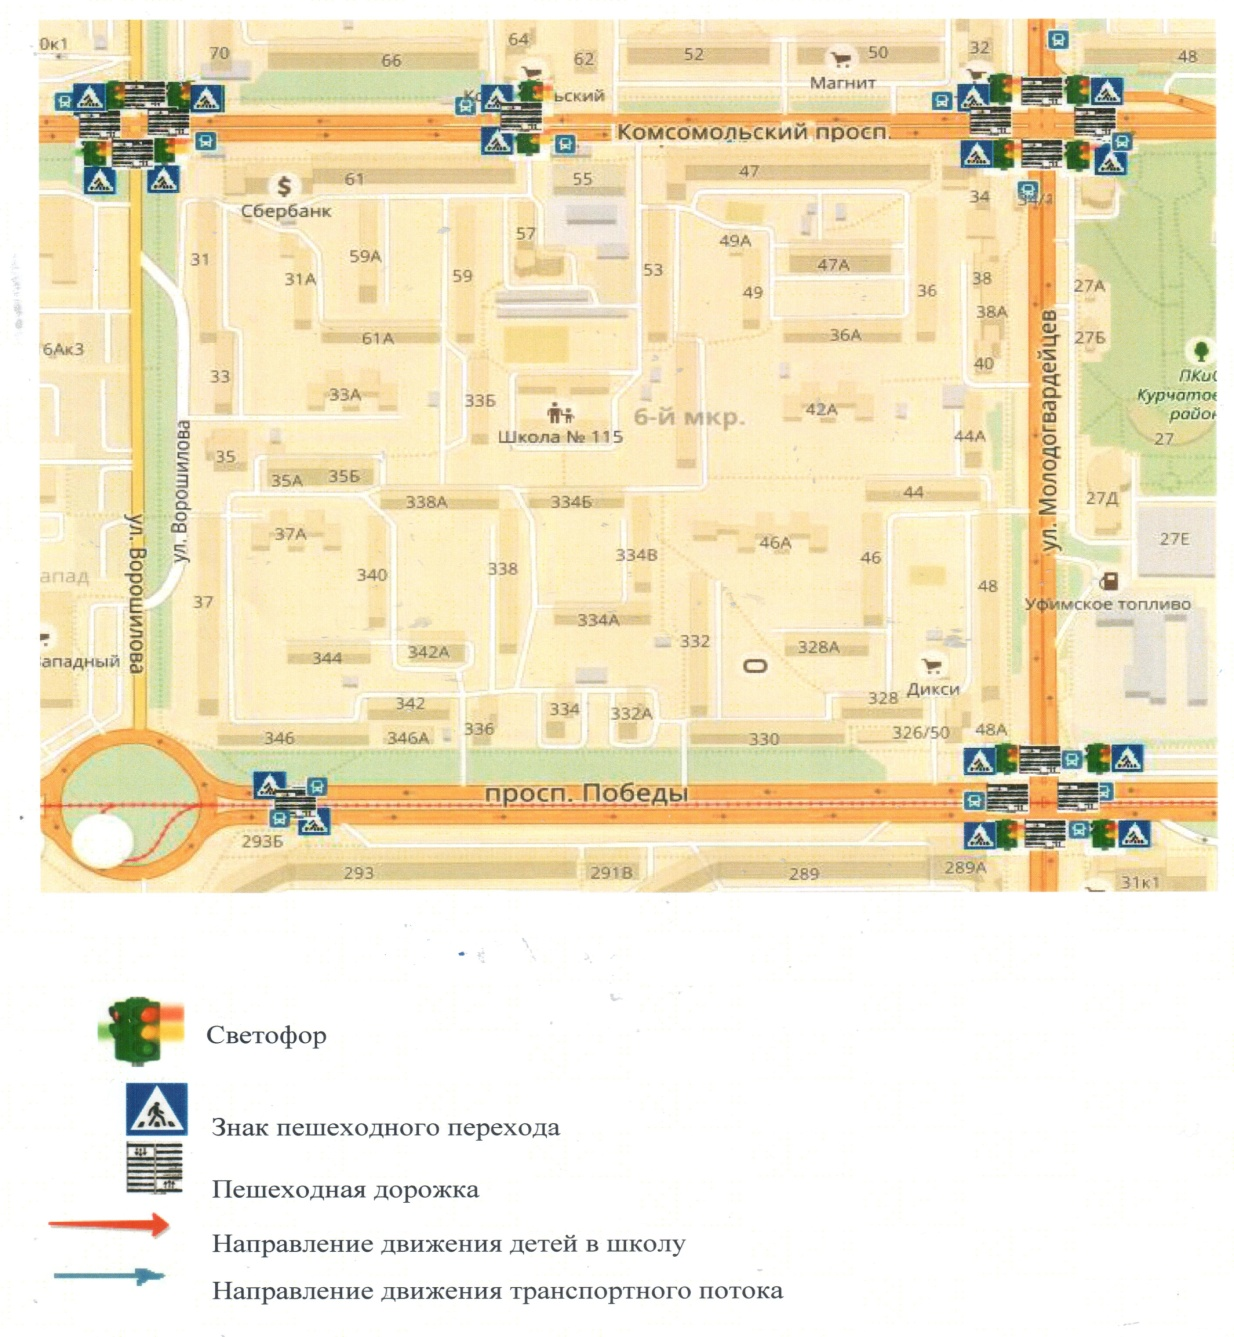 0к1
70
66
64
62
52
Магнит
50
32
48
ьский
Комсомольский просп.
61
Сбербанк
55
47
34
31
31А
59А
59
57
53
49А
47А
49
36
38
27А
38А
27Б
6Ак3
61А
36А
40
33
33А
33Б
Школа № 115
6-й мкр.
42А
ПКиО
Курчатов
район
27
44А
35
35А
35Б
338А
334Б
44
27Д
ул. Ворошилова
ул. Ворошилова
ул. Молодогвардейцев
37А
340
338
334В
46А
46
48
27Е
апад
37
334А
Уфимское топливо
ападный
344
342А
332
328А
Дикси
342
334
332А
328
346
346А
336
330
326/50
48А
просп. Победы
293Б
293
291В
289
289А
31к1
Светофор
Знак пешеходного перехода
Пешеходная дорожка
Направление движения детей в школу
Направление движения транспортного потока